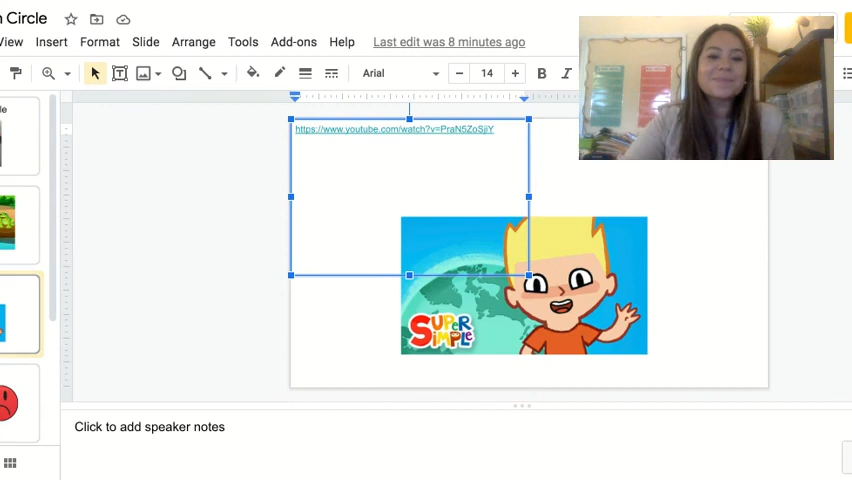 n Circle
View Insert Format Slide Arrange Tools Add-ons Help Last edit was 8 minutes ago
Arial 14 B I
le
https://www.youtube.com/watch?v=PraN5ZoSjiY
SUPER
SIMPLE
Click to add speaker notes